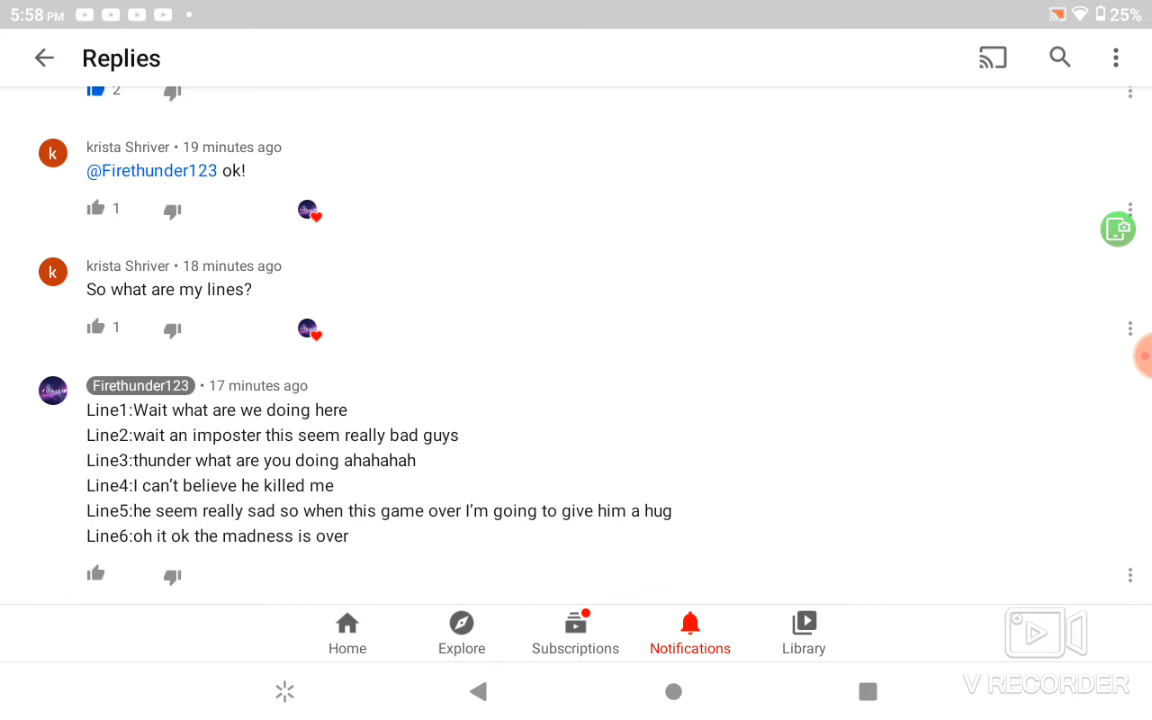 5:58 PM
25%
Replies
2
krista Shriver • 19 minutes ago
@Firethunder123 ok!
1
krista Shriver • 18 minutes ago
So what are my lines?
1
Firethunder123 • 17 minutes ago
Line1:Wait what are we doing here
Line2:wait an imposter this seem really bad guys
Line3:thunder what are you doing ahahahah
Line4:I can’t believe he killed me
Line5:he seem really sad so when this game over I’m going to give him a hug
Line6:oh it ok the madness is over
Home
Explore
Subscriptions
Notifications
Library
V RECORDER
k
k